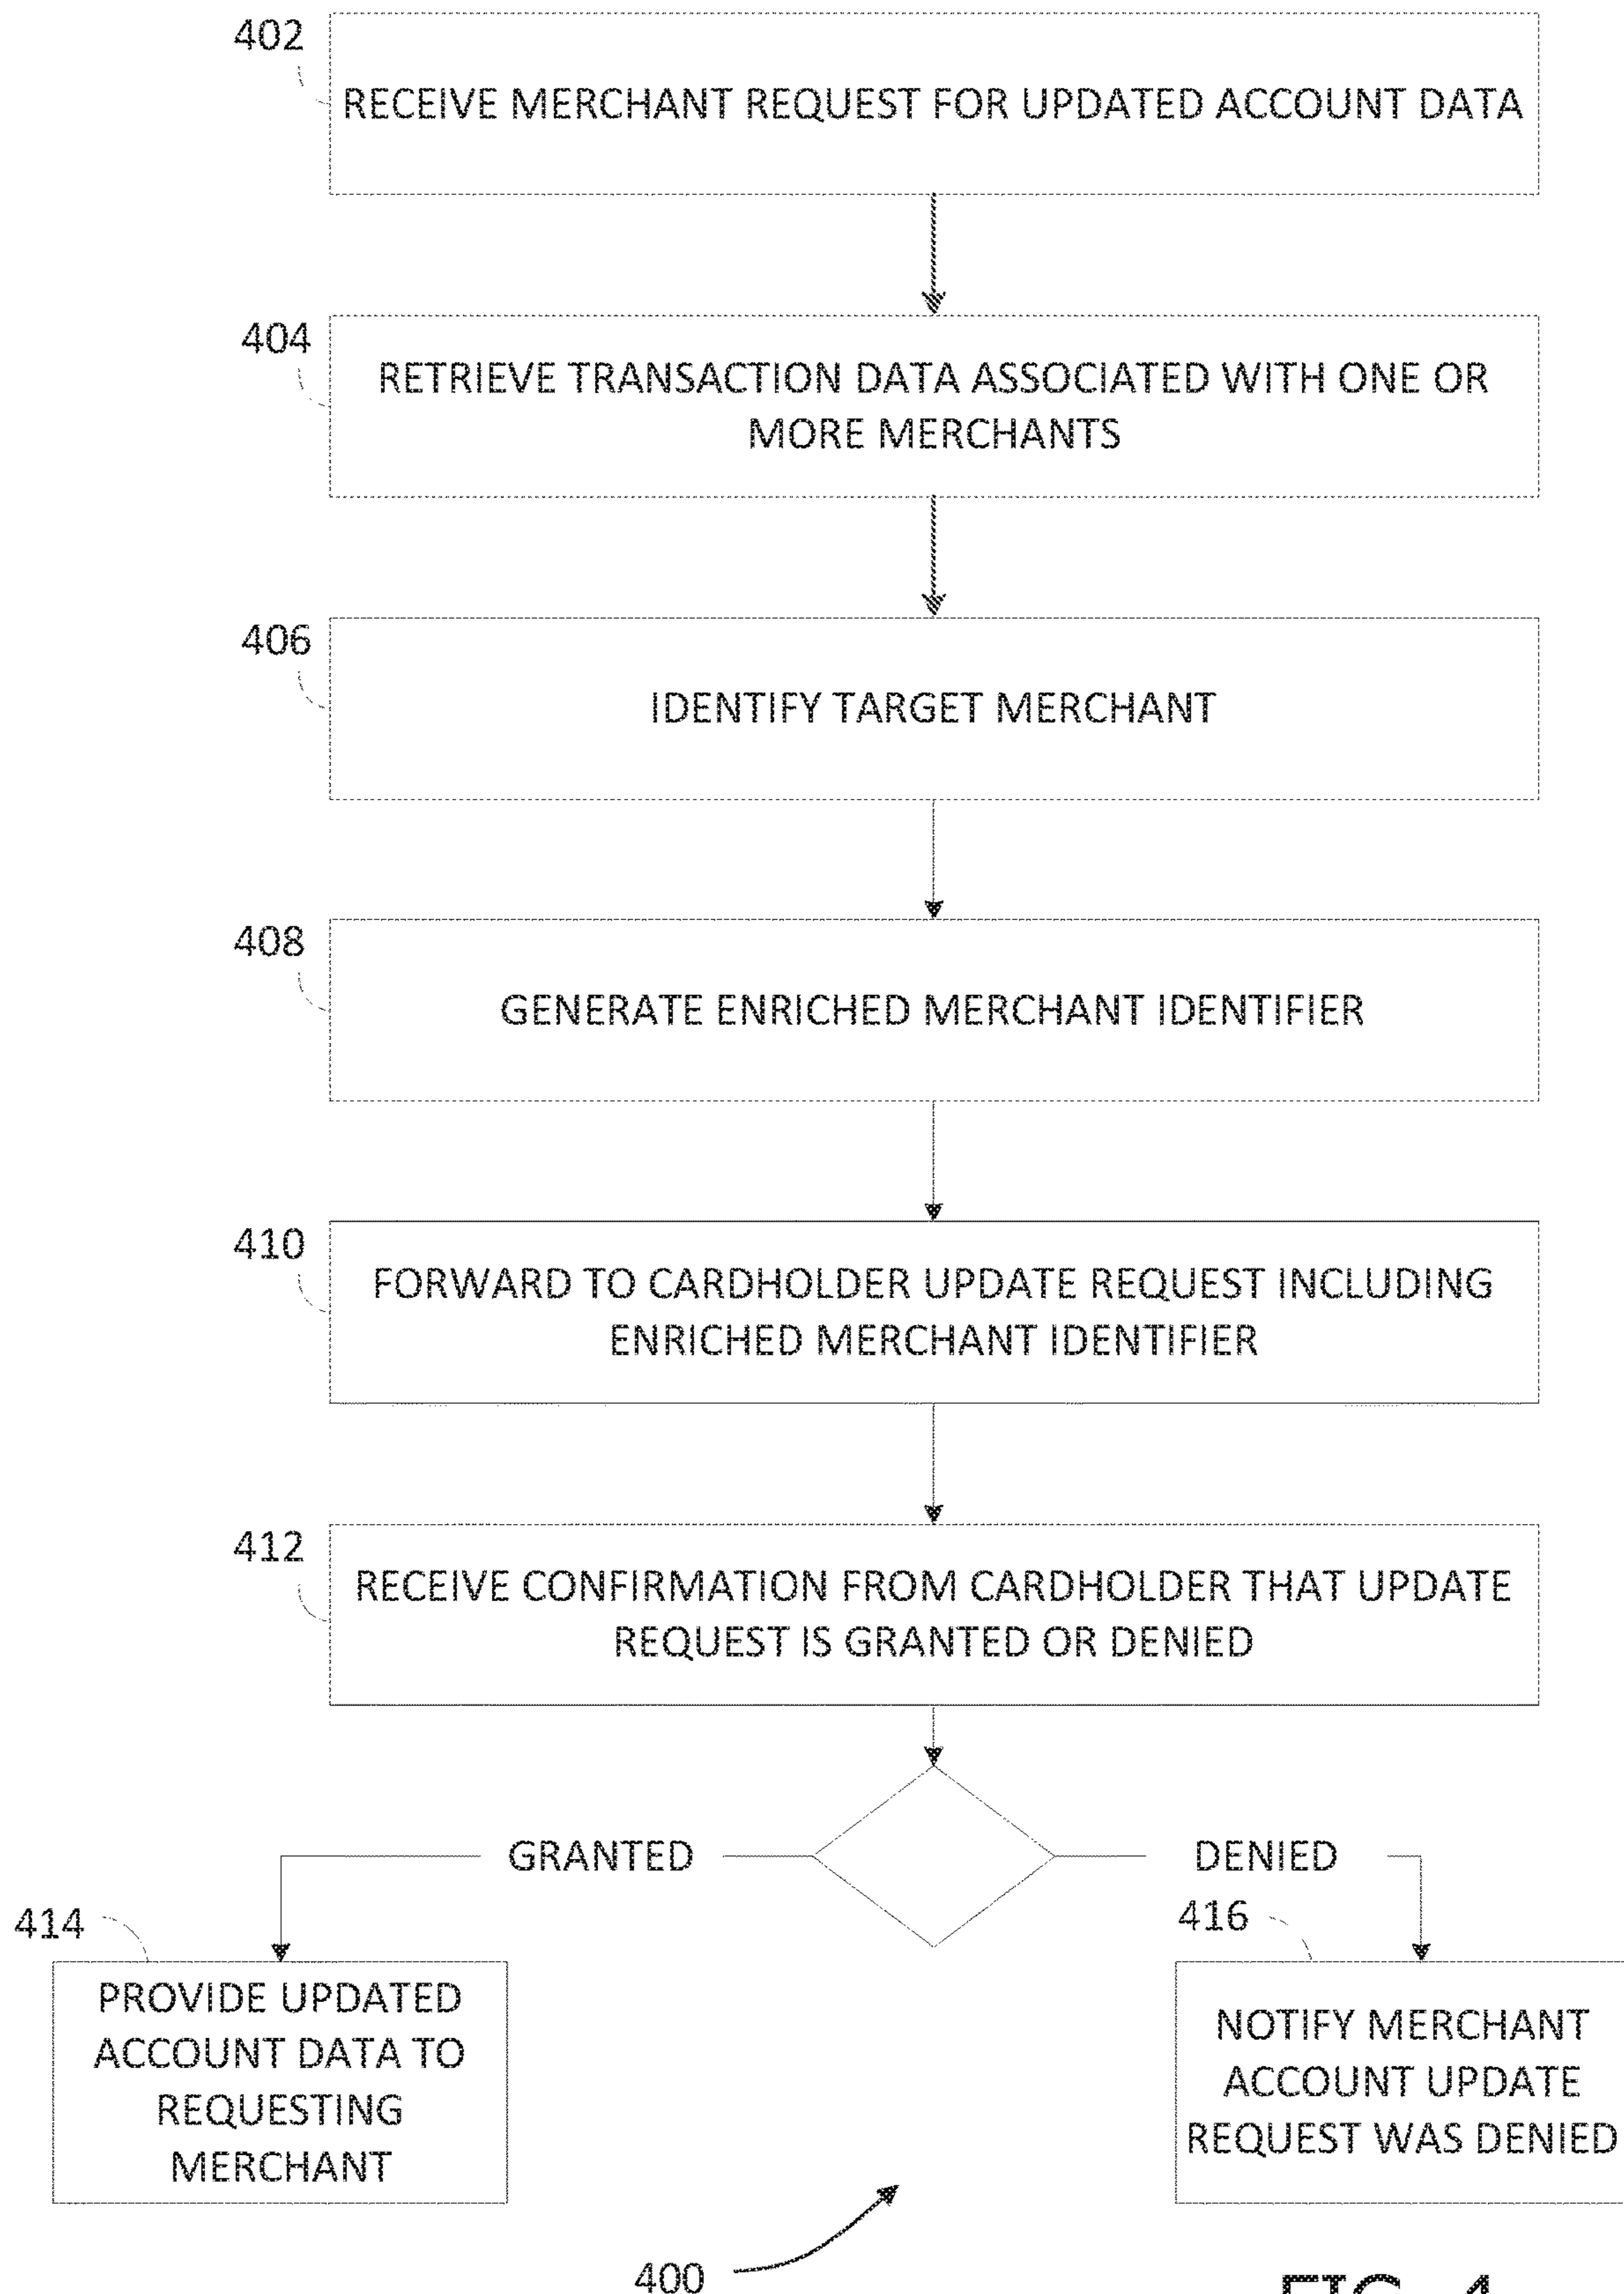 402
RECEIVE MERCHANT REQUEST FOR UPDATED ACCOUNT DATA
404
RETRIEVE TRANSACTION DATA ASSOCIATED WITH ONE OR
MORE MERCHANTS
406
IDENTIFY TARGET MERCHANT
408
GENERATE ENRICHED MERCHANT IDENTIFIER
410
FORWARD TO CARDHOLDER UPDATE REQUEST INCLUDING
ENRICHED MERCHANT IDENTIFIER
412
RECEIVE CONFIRMATION FROM CARDHOLDER THAT UPDATE
REQUEST IS GRANTED OR DENIED
GRANTED
DENIED
414
PROVIDE UPDATED
ACCOUNT DATA TO
REQUESTING
MERCHANT
416
NOTIFY MERCHANT
ACCOUNT UPDATE
REQUEST WAS DENIED
400
FIG. 4